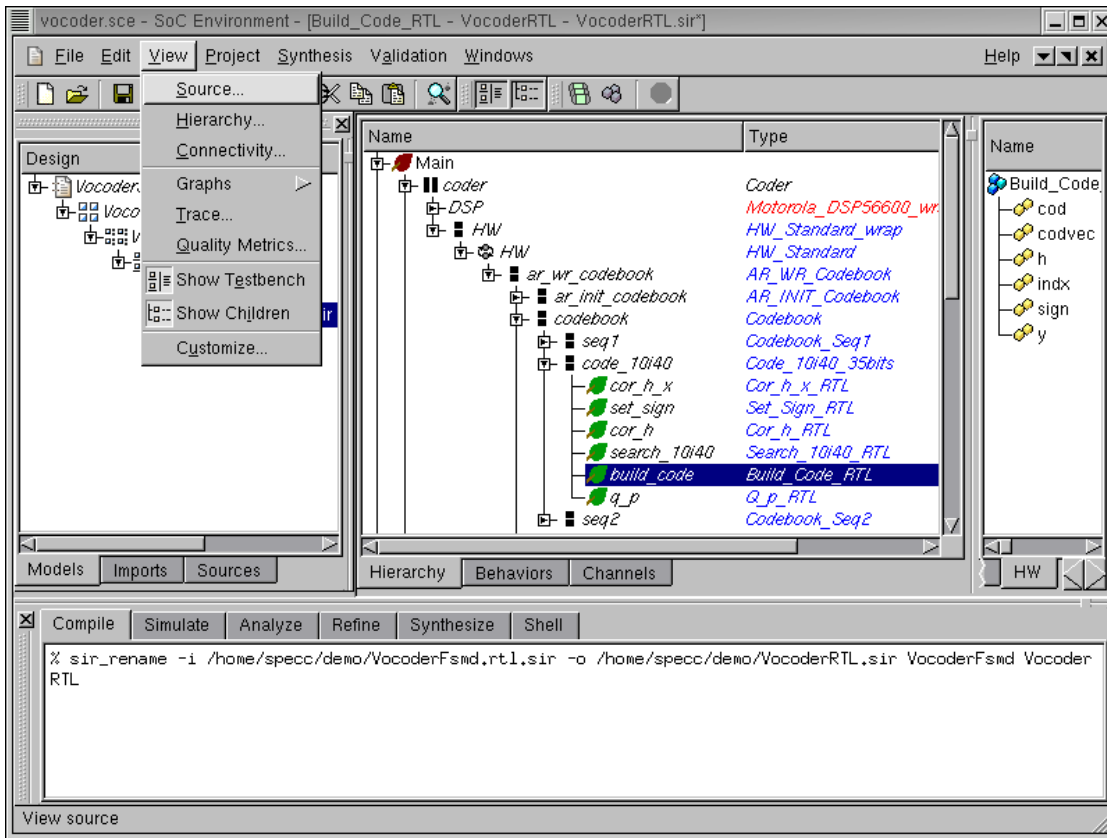 vocoder.sce - SoC Environment - [Build_Code_RTL - VocoderRTL - VocoderRTL.sir*]
File Edit View Project Synthesis Validation Windows Help
Source...
Hierarchy...
Connectivity...
Graphs
Trace...
Quality Metrics...
Show Testbench
Show Children
Customize...
Design
Vocoder.
Voco
ir
Models Imports Sources
Name Type
Main
coder Coder
DSP Motorola_DSP56600_wr
HW HW_Standard_wrap
HW HW_Standard
ar_wr_codebook AR_WR_Codebook
ar_init_codebook AR_INIT_Codebook
codebook Codebook
seq1 Codebook_Seq1
code_10i40 Code_10i40_35bits
cor_h_x Cor_h_x_RTL
set_sign Set_Sign_RTL
cor_h Cor_h_RTL
search_10i40 Search_10i40_RTL
build_code Build_Code_RTL
q_p Q_p_RTL
seq2 Codebook_Seq2
Hierarchy Behaviors Channels
Name
Build_Code_
cod
codvec
h
indx
sign
y
HW
Compile Simulate Analyze Refine Synthesize Shell
% sir_rename -i /home/specc/demo/VocoderFsmd.rtl.sir -o /home/specc/demo/VocoderRTL.sir VocoderFsmd Vocoder
RTL
View source